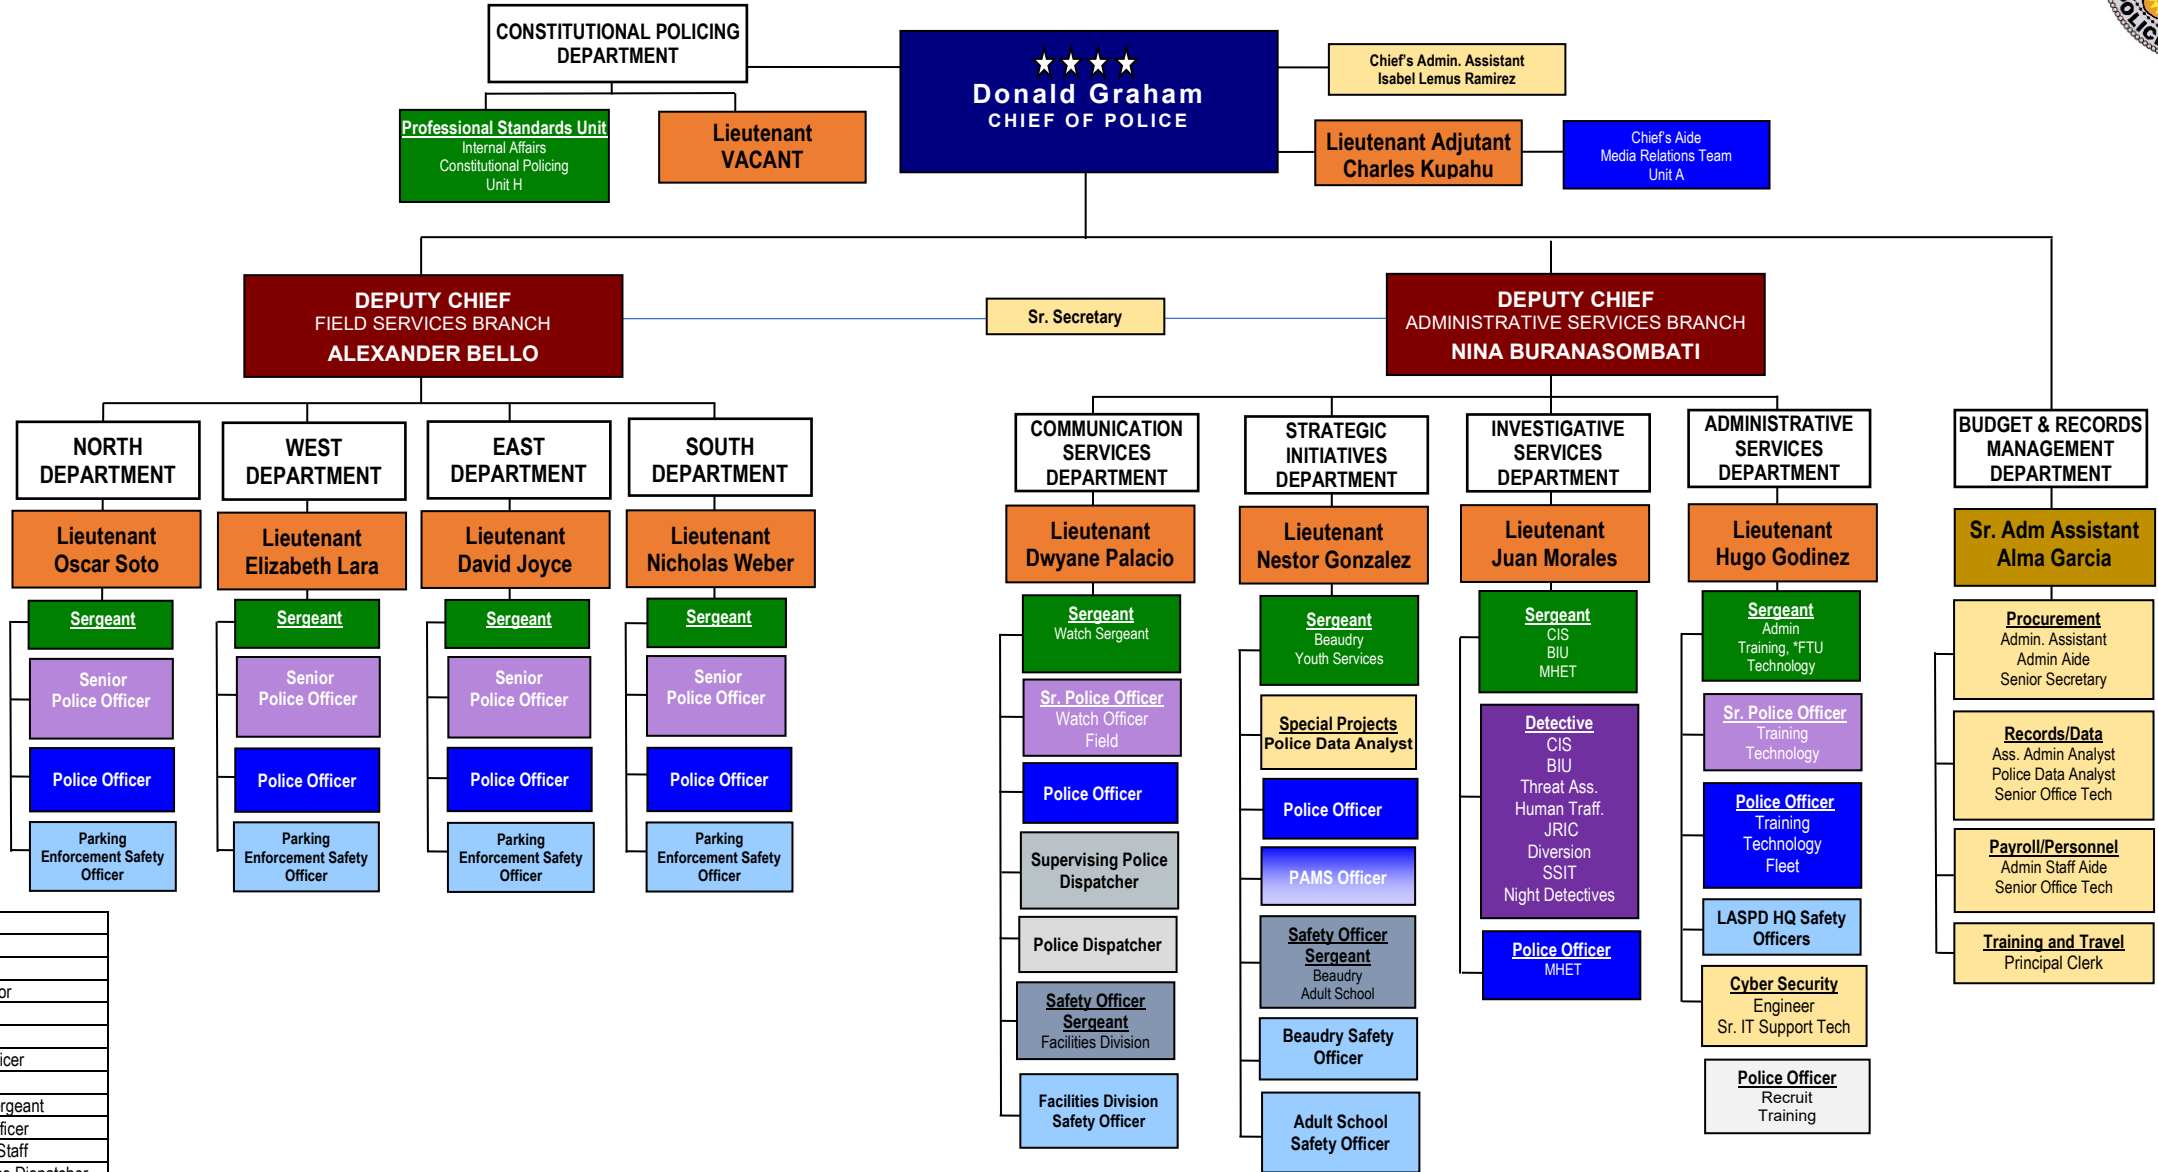 POLICE
CONSTITUTIONAL POLICING
DEPARTMENT
Donald Graham
CHIEF OF POLICE
Chief's Admin. Assistant
Isabel Lemus Ramirez
Professional Standards Unit
Internal Affairs
Constitutional Policing
Unit H
Lieutenant
VACANT
Lieutenant Adjutant
Charles Kupahu
Chief's Aide
Media Relations Team
Unit A
DEPUTY CHIEF
FIELD SERVICES BRANCH
ALEXANDER BELLO
Sr. Secretary
DEPUTY CHIEF
ADMINISTRATIVE SERVICES BRANCH
NINA BURANASOMBATI
NORTH
DEPARTMENT
Lieutenant
Oscar Soto
Sergeant
Senior
Police Officer
Police Officer
Parking
Enforcement Safety
Officer
WEST
DEPARTMENT
Lieutenant
Elizabeth Lara
Sergeant
Senior
Police Officer
Police Officer
Parking
Enforcement Safety
Officer
EAST
DEPARTMENT
Lieutenant
David Joyce
Sergeant
Senior
Police Officer
Police Officer
Parking
Enforcement Safety
Officer
SOUTH
DEPARTMENT
Lieutenant
Nicholas Weber
Sergeant
Senior
Police Officer
Police Officer
Parking
Enforcement Safety
Officer
COMMUNICATION
SERVICES
DEPARTMENT
Lieutenant
Dwyane Palacio
Sergeant
Watch Sergeant
Sr. Police Officer
Watch Officer
Field
Police Officer
Supervising Police
Dispatcher
Police Dispatcher
Safety Officer
Sergeant
Facilities Division
Facilities Division
Safety Officer
STRATEGIC
INITIATIVES
DEPARTMENT
Lieutenant
Nestor Gonzalez
Sergeant
Beaudry
Youth Services
Special Projects
Police Data Analyst
Police Officer
PAMS Officer
Safety Officer
Sergeant
Beaudry
Adult School
Beaudry Safety
Officer
Adult School
Safety Officer
INVESTIGATIVE
SERVICES
DEPARTMENT
Lieutenant
Juan Morales
Sergeant
CIS
BIU
MHET
Detective
CIS
BIU
Threat Ass.
Human Traff.
JRIC
Diversion
SSIT
Night Detectives
Police Officer
MHET
ADMINISTRATIVE
SERVICES
DEPARTMENT
Lieutenant
Hugo Godinez
Sergeant
Admin
Training, *FTU
Technology
Sr. Police Officer
Training
Technology
Police Officer
Training
Technology
Fleet
LASPD HQ Safety
Officers
Cyber Security
Engineer
Sr. IT Support Tech
Police Officer
Recruit
Training
BUDGET & RECORDS
MANAGEMENT
DEPARTMENT
Sr. Adm Assistant
Alma Garcia
Procurement
Admin. Assistant
Admin Aide
Senior Secretary
Records/Data
Ass. Admin Analyst
Police Data Analyst
Senior Office Tech
Payroll/Personnel
Admin Staff Aide
Senior Office Tech
Training and Travel
Principal Clerk
or
icer
rgeant
ficer
Staff